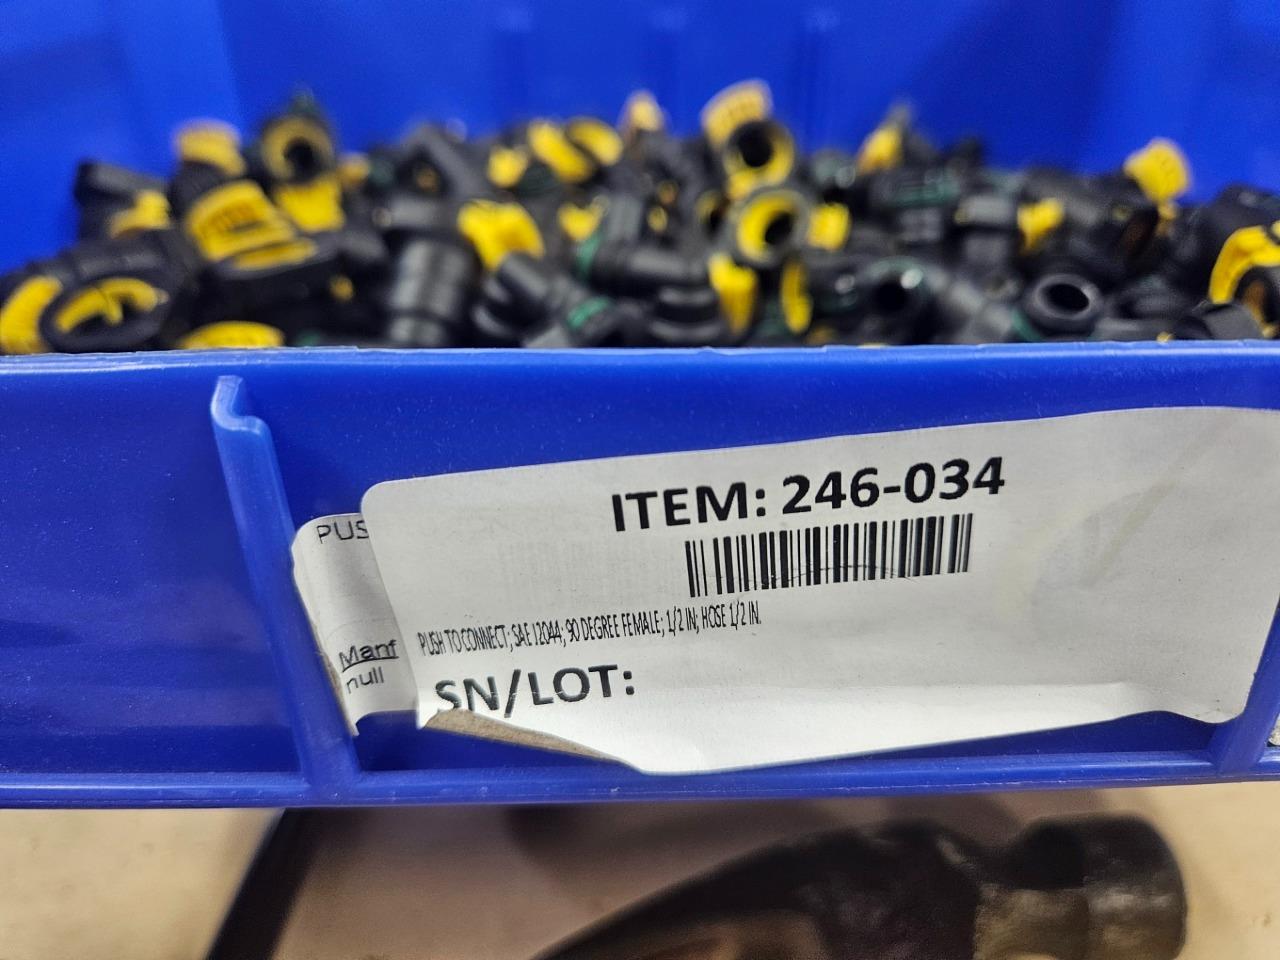 ITEM: 246-034
PUSH TO CONNECT; SAE J2044; 90 DEGREE FEMALE; 1/2 IN; HOSE 1/2 IN.
SN/LOT:
PUS
Manf
null